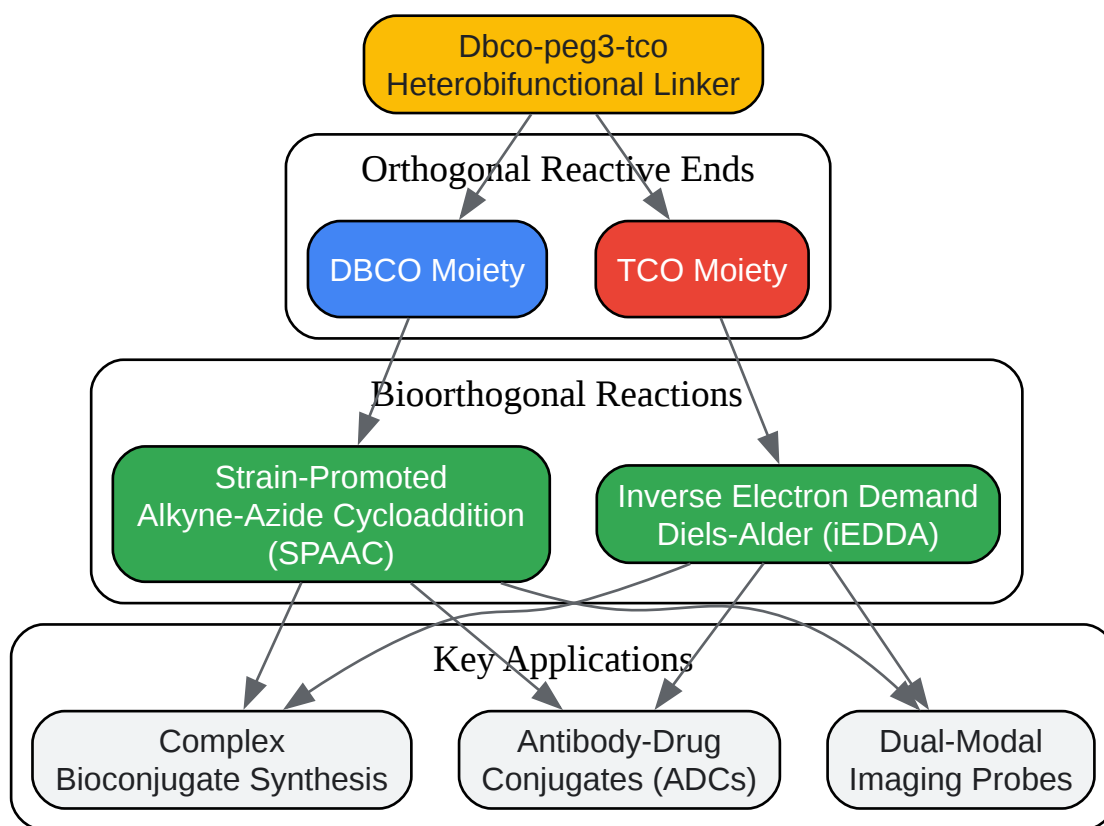 Dbco-peg3-tco
Heterobifunctional Linker
Orthogonal Reactive Ends
DBCO Moiety
TCO Moiety
Bioorthogonal Reactions
Strain-Promoted
Alkyne-Azide Cycloaddition
(SPAAC)
Inverse Electron Demand
Diels-Alder (iEDDA)
Key Applications
Complex
Bioconjugate Synthesis
Antibody-Drug
Conjugates (ADCs)
Dual-Modal
Imaging Probes